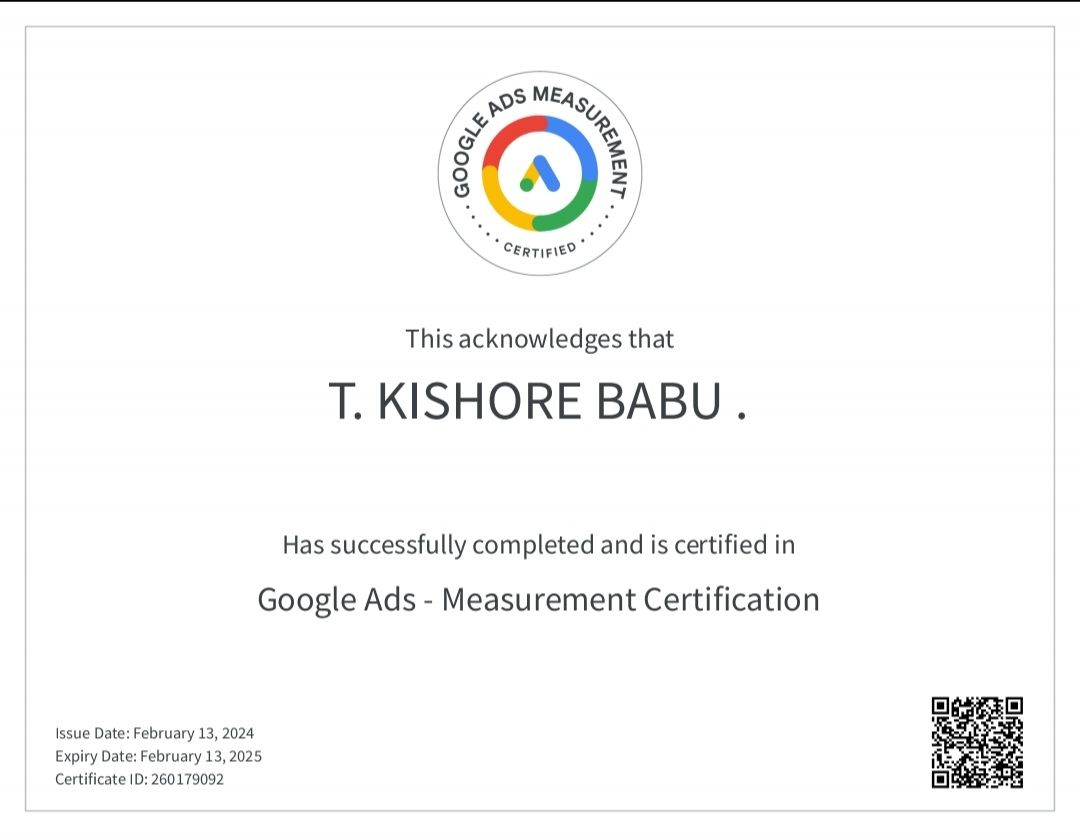 GOOGLE ADS MEASUREMENT
CERTIFIED
This acknowledges that
T. KISHORE BABU .
Has successfully completed and is certified in
Google Ads - Measurement Certification
Issue Date: February 13, 2024
Expiry Date: February 13, 2025
Certificate ID: 260179092